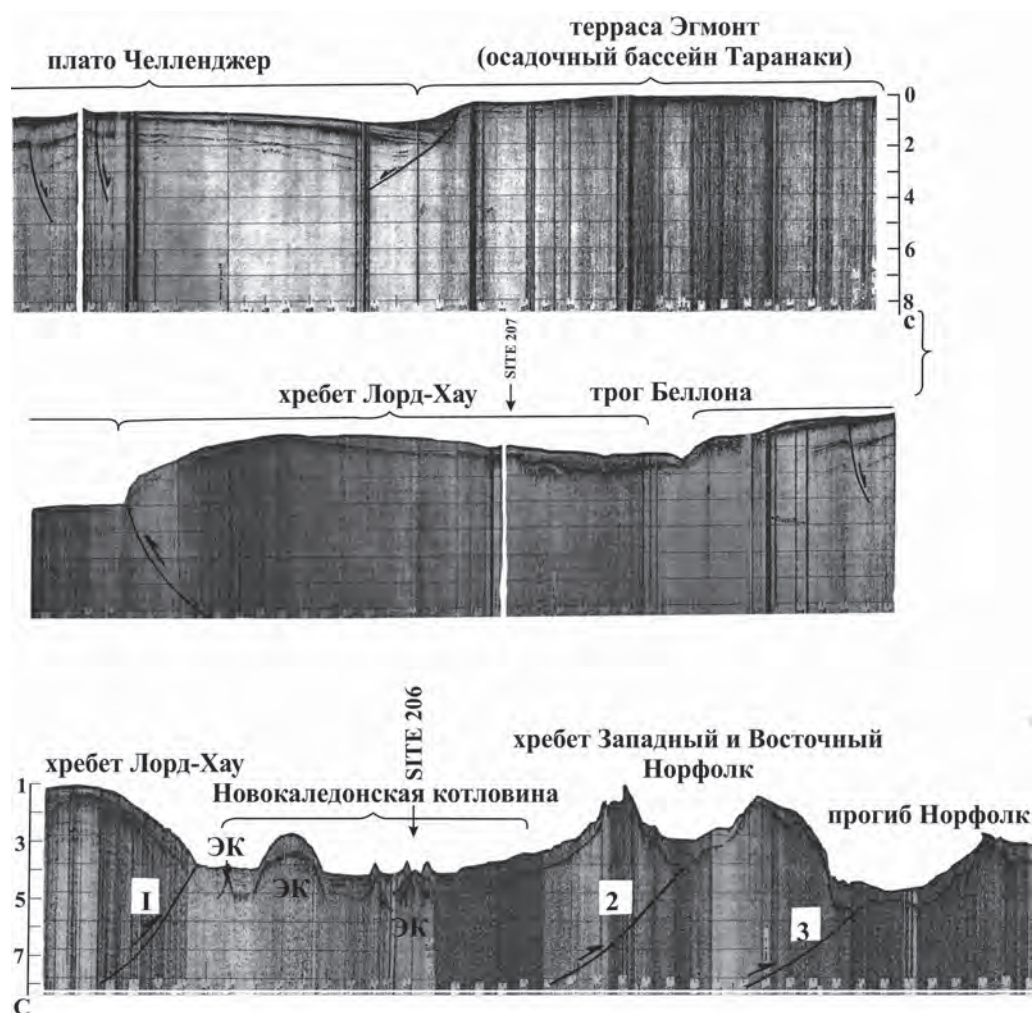 плато Челленджер
терраса Эгмонт
(осадочный бассейн Таранаки)
0
2
4
6
8
с
SITE 207
хребет Лорд-Хау
трог Беллона
SITE 206
хребет Лорд-Хау
Новокаледонская котловина
хребет Западный и Восточный
Норфолк
прогиб Норфолк
1
3
5
7
С
ЭК
ЭК
ЭК
1
2
3